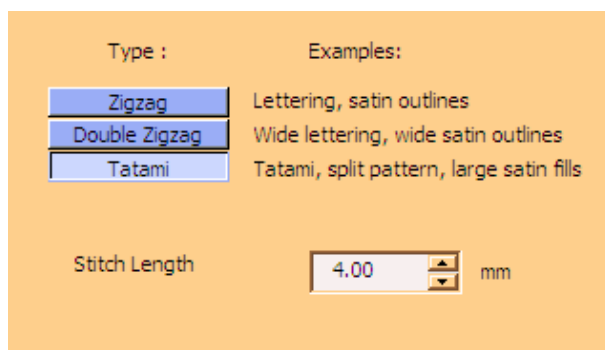 Type : Examples:
Zigzag Lettering, satin outlines
Double Zigzag Wide lettering, wide satin outlines
Tatami Tatami, split pattern, large satin fills
Stitch Length 4.00 mm